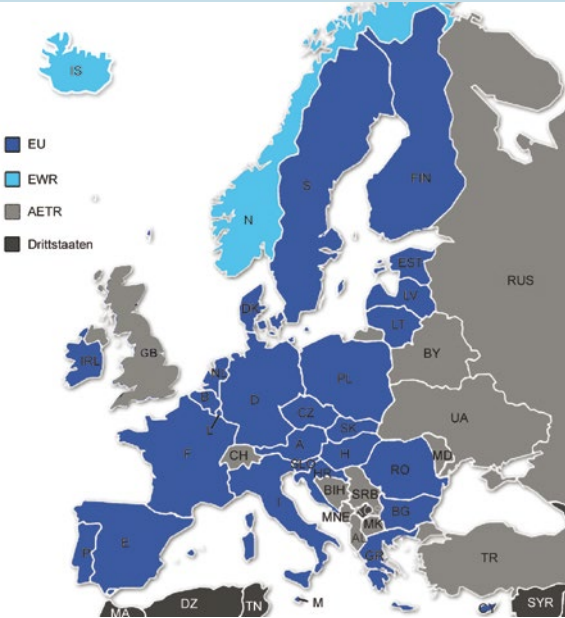 IS
EU
EWR
AETR
Drittstaaten
N
S
FIN
RUS
EST
LV
LT
DK
IRL
GB
NL
B
L
D
PL
BY
UA
CZ
SK
F
CH
A
H
MD
SLO
HR
RO
BIH
SRB
I
MNE
MK
BG
AL
P
E
GR
TR
M
CY
SYR
MA
DZ
TN